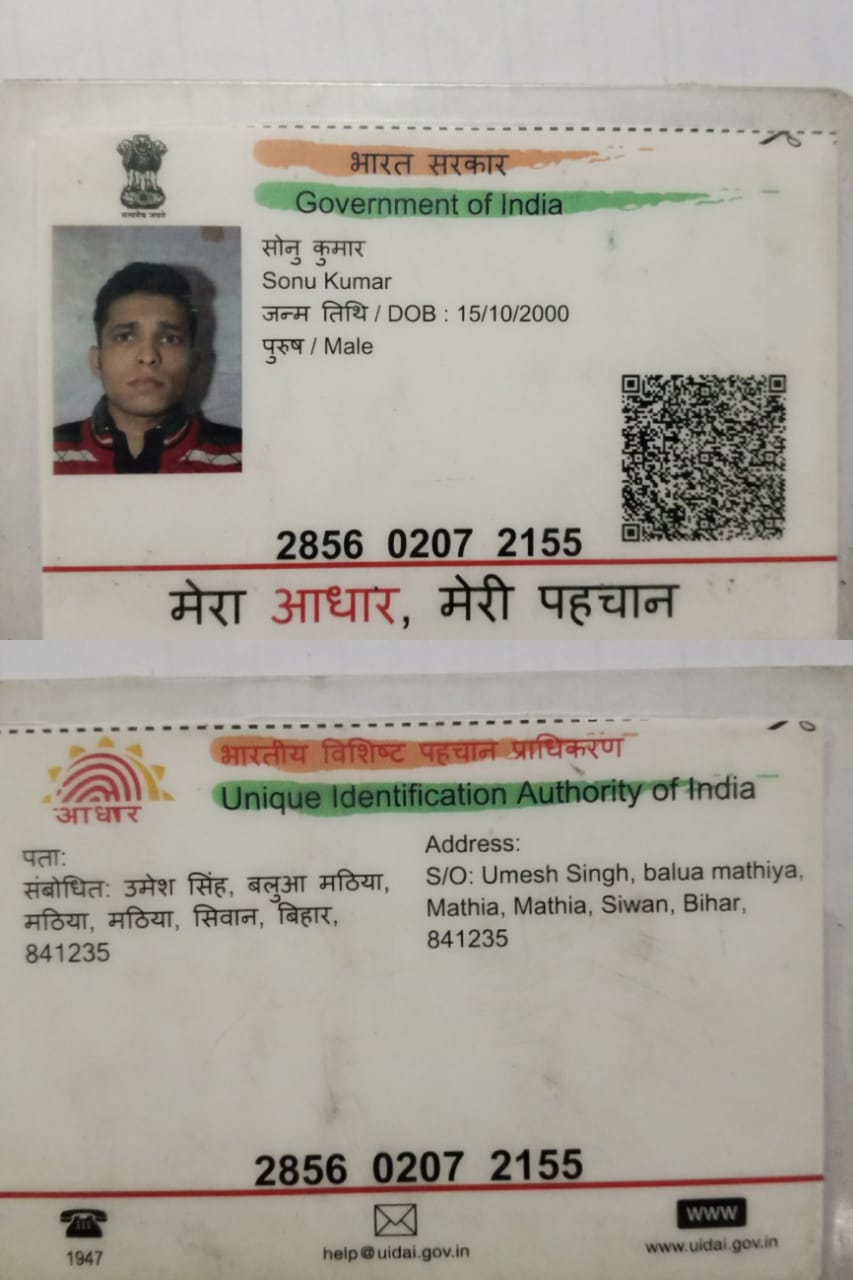 भारत सरकार
Government of India
सत्यमेव जयते
सोनु कुमार
Sonu Kumar
जन्म तिथि / DOB : 15/10/2000
पुरुष / Male
2856 0207 2155
मेरा आधार, मेरी पहचान
भारतीय विशिष्ट पहचान प्राधिकरण
Unique Identification Authority of India
आधार
पता:
संबोधित: उमेश सिंह, बलुआ मठिया,
मठिया, मठिया, सिवान, बिहार,
841235
Address:
S/O: Umesh Singh, balua mathiya,
Mathia, Mathia, Siwan, Bihar,
841235
2856 0207 2155
1947
help@uidai.gov.in
www
www.uidai.gov.in